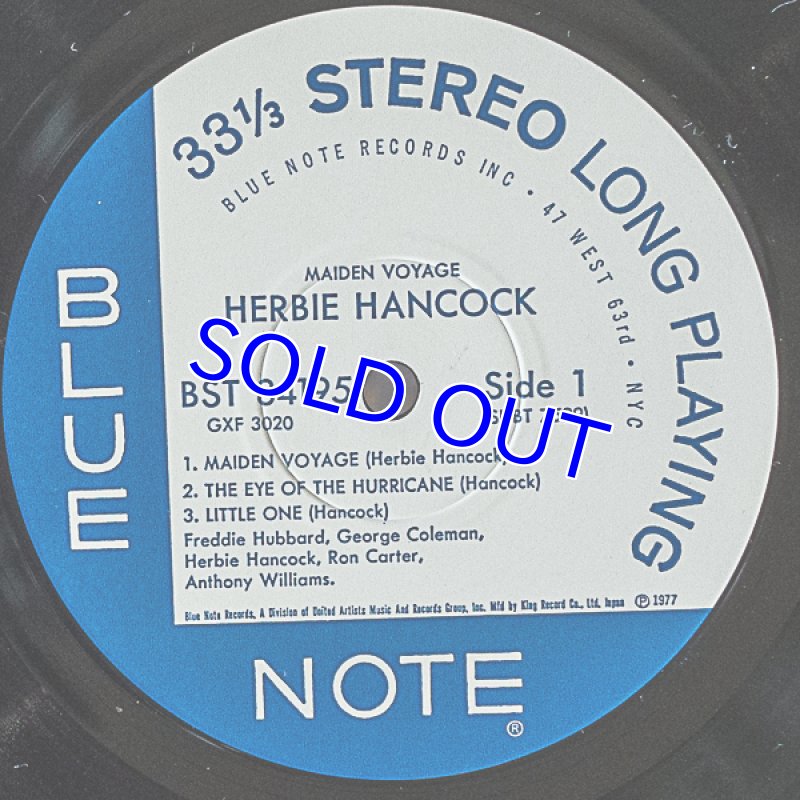 33⅓ STEREO LONG PLAYING
BLUE NOTE RECORDS INC • 47 WEST 63rd • NYC
MAIDEN VOYAGE
HERBIE HANCOCK
BST 84195 Side 1
GXF 3020
1. MAIDEN VOYAGE (Herbie Hancock)
2. THE EYE OF THE HURRICANE (Hancock)
3. LITTLE ONE (Hancock)
Freddie Hubbard, George Coleman,
Herbie Hancock, Ron Carter,
Anthony Williams.
Blue Note Records, A Division of United Artists Music And Records Group, Inc. Mfd by King Record Co., Ltd. Japan ℗ 1977
BLUE
NOTE
®
SOLD OUT